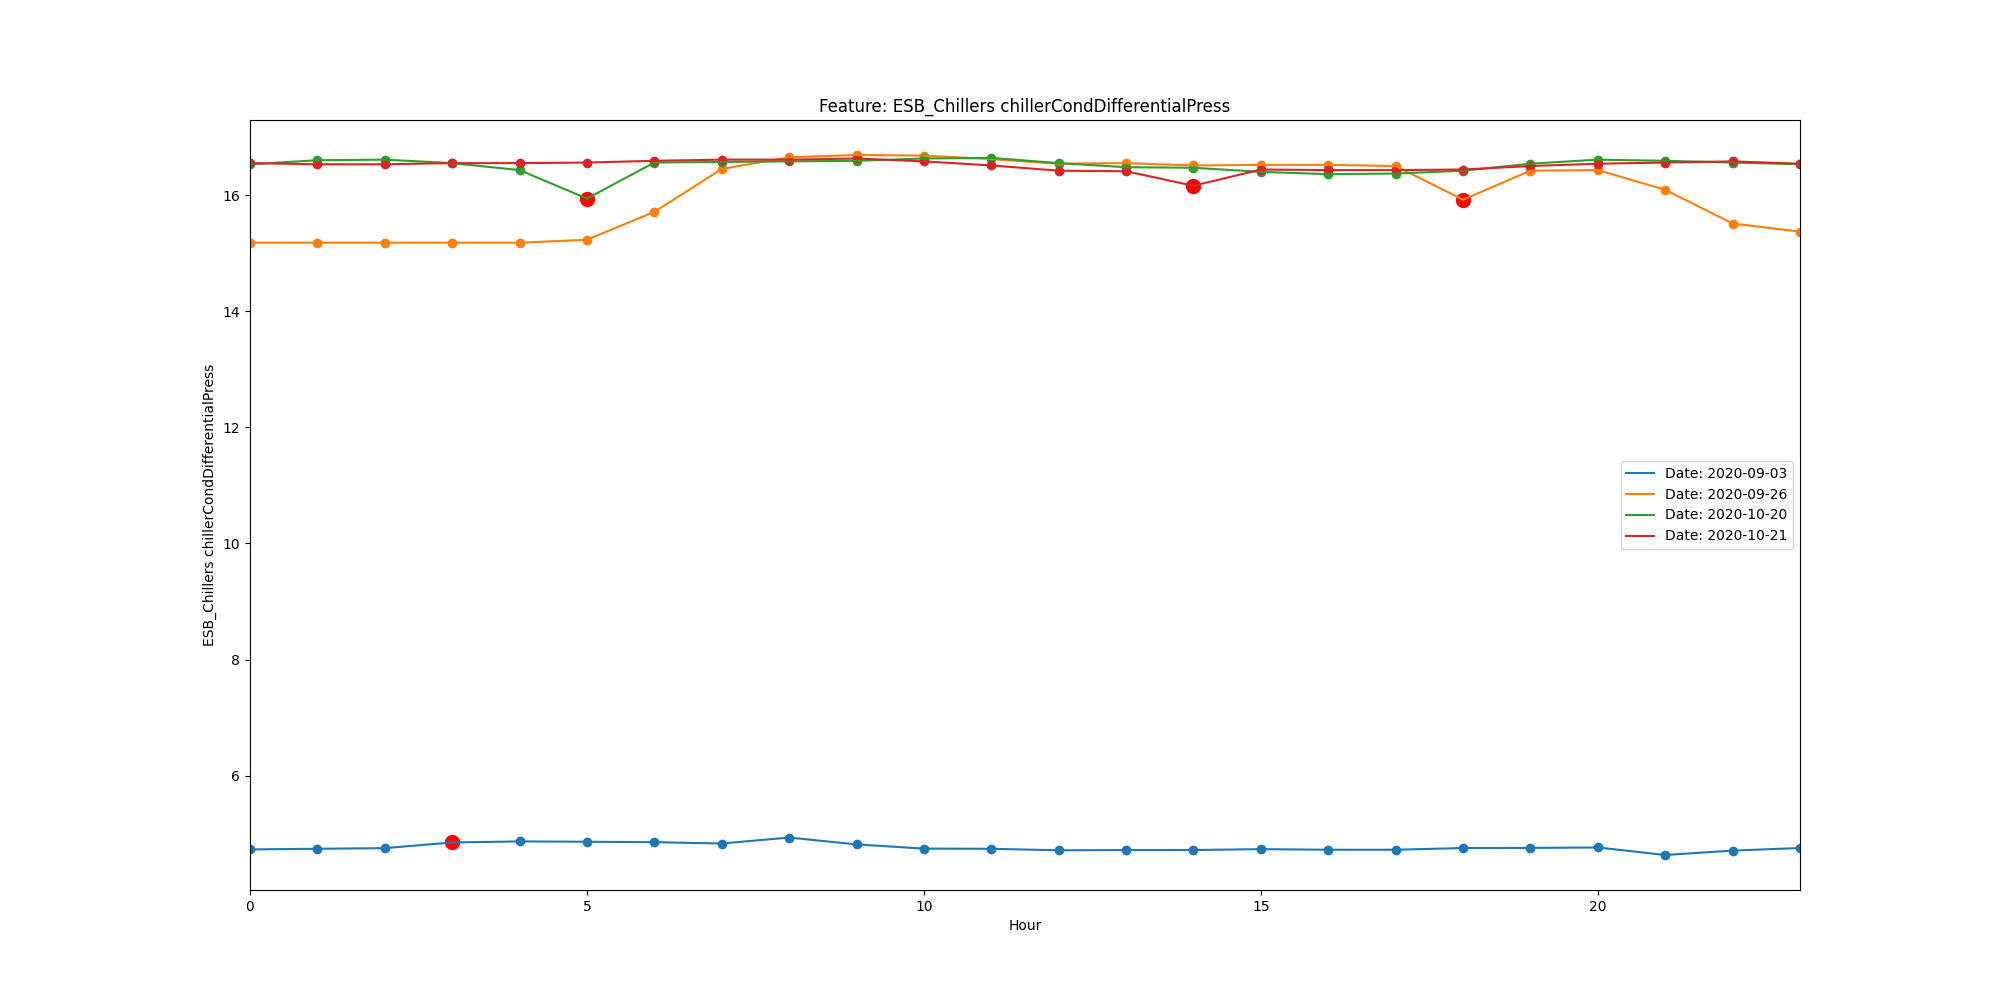 Feature: ESB_Chillers chillerCondDifferentialPress
ESB_Chillers chillerCondDifferentialPress
16
14
12
10
8
6
Date: 2020-09-03
Date: 2020-09-26
Date: 2020-10-20
Date: 2020-10-21
0 5 10 15 20
Hour